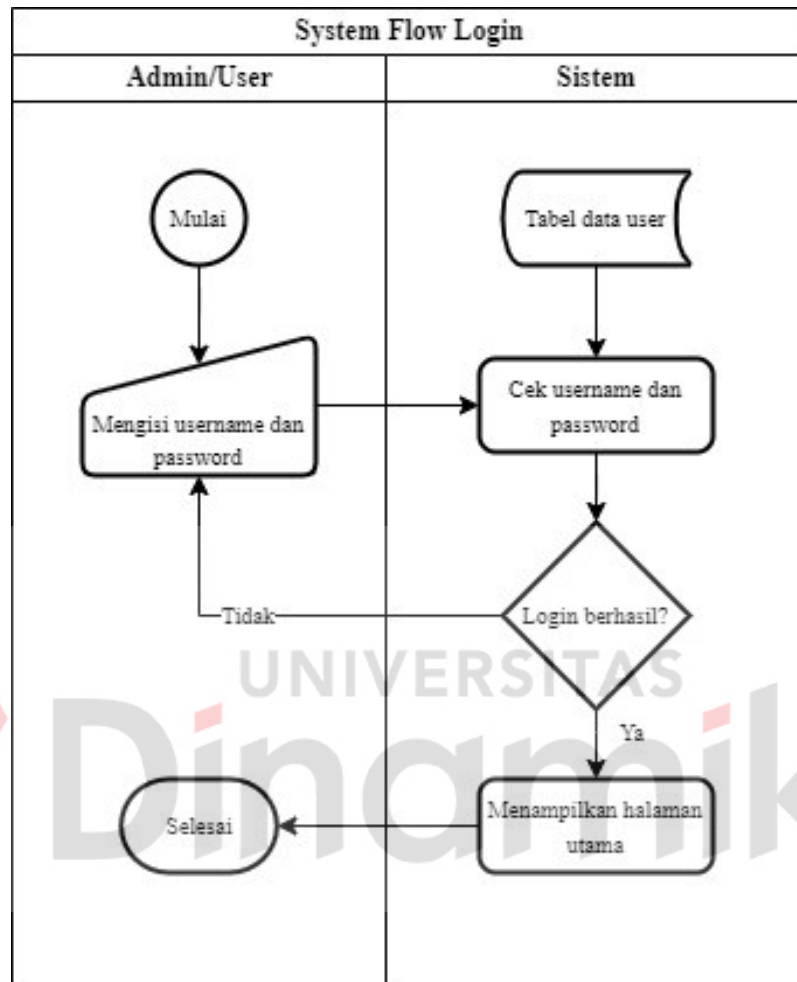 System Flow Login
Admin/User
Sistem
Mulai
Tabel data user
Mengisi username dan
password
Cek username dan
password
Login berhasil?
Tidak
Ya
UNIVERSITAS
Dinamik
Selesai
Menampilkan halaman
utama